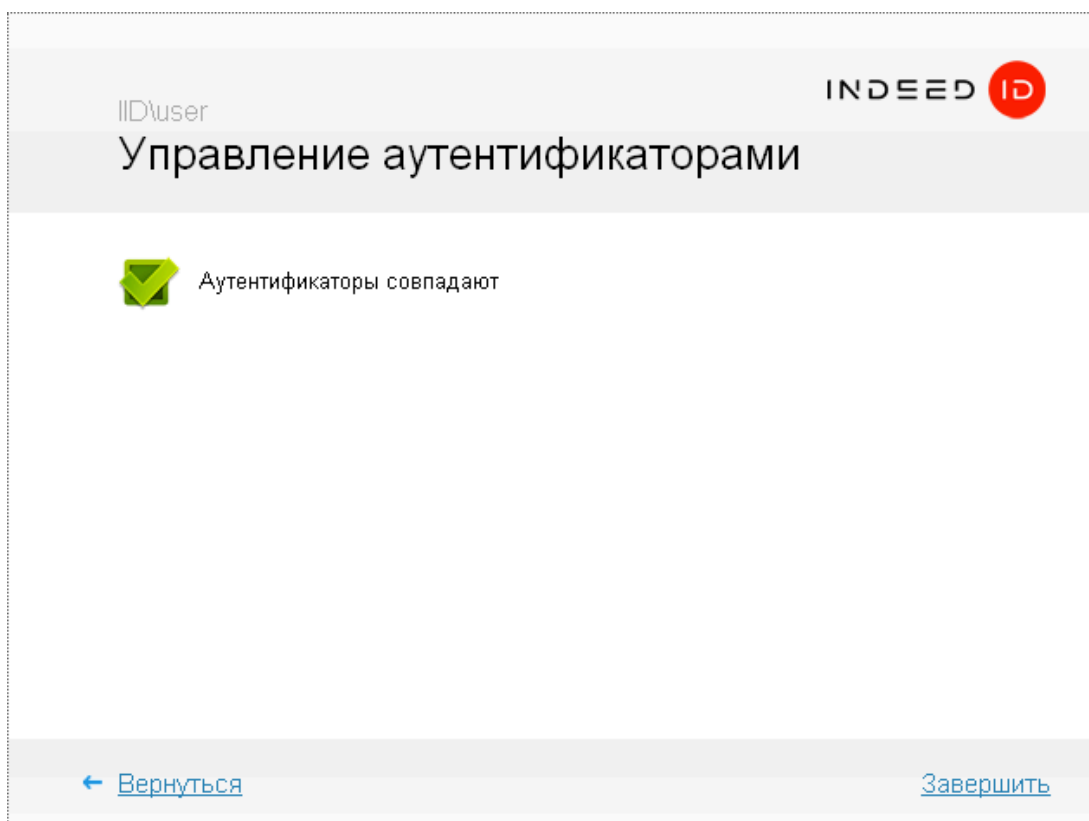 INDEED ID
IID\user
Управление аутентификаторами
Аутентификаторы совпадают
Вернуться
Завершить